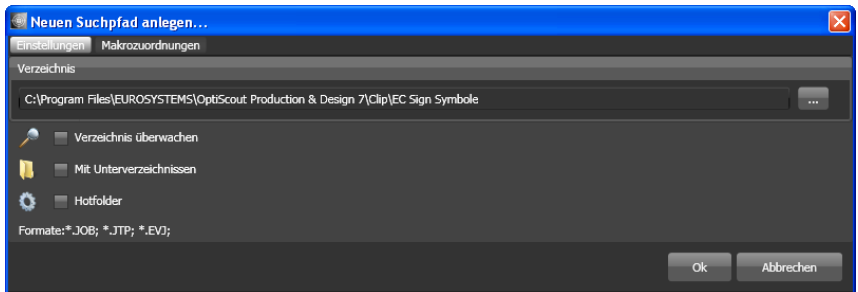 Neuen Suchpfad anlegen...
Einstellungen Makrozuordnungen
Verzeichnis
C:\Program Files\EUROSYSTEMS\OptiScout Production & Design 7\Clip\EC Sign Symbole ...
Verzeichnis überwachen
Mit Unterverzeichnissen
Hotfolder
Formate:*.JOB; *.JTP; *.EVJ;
Ok Abbrechen